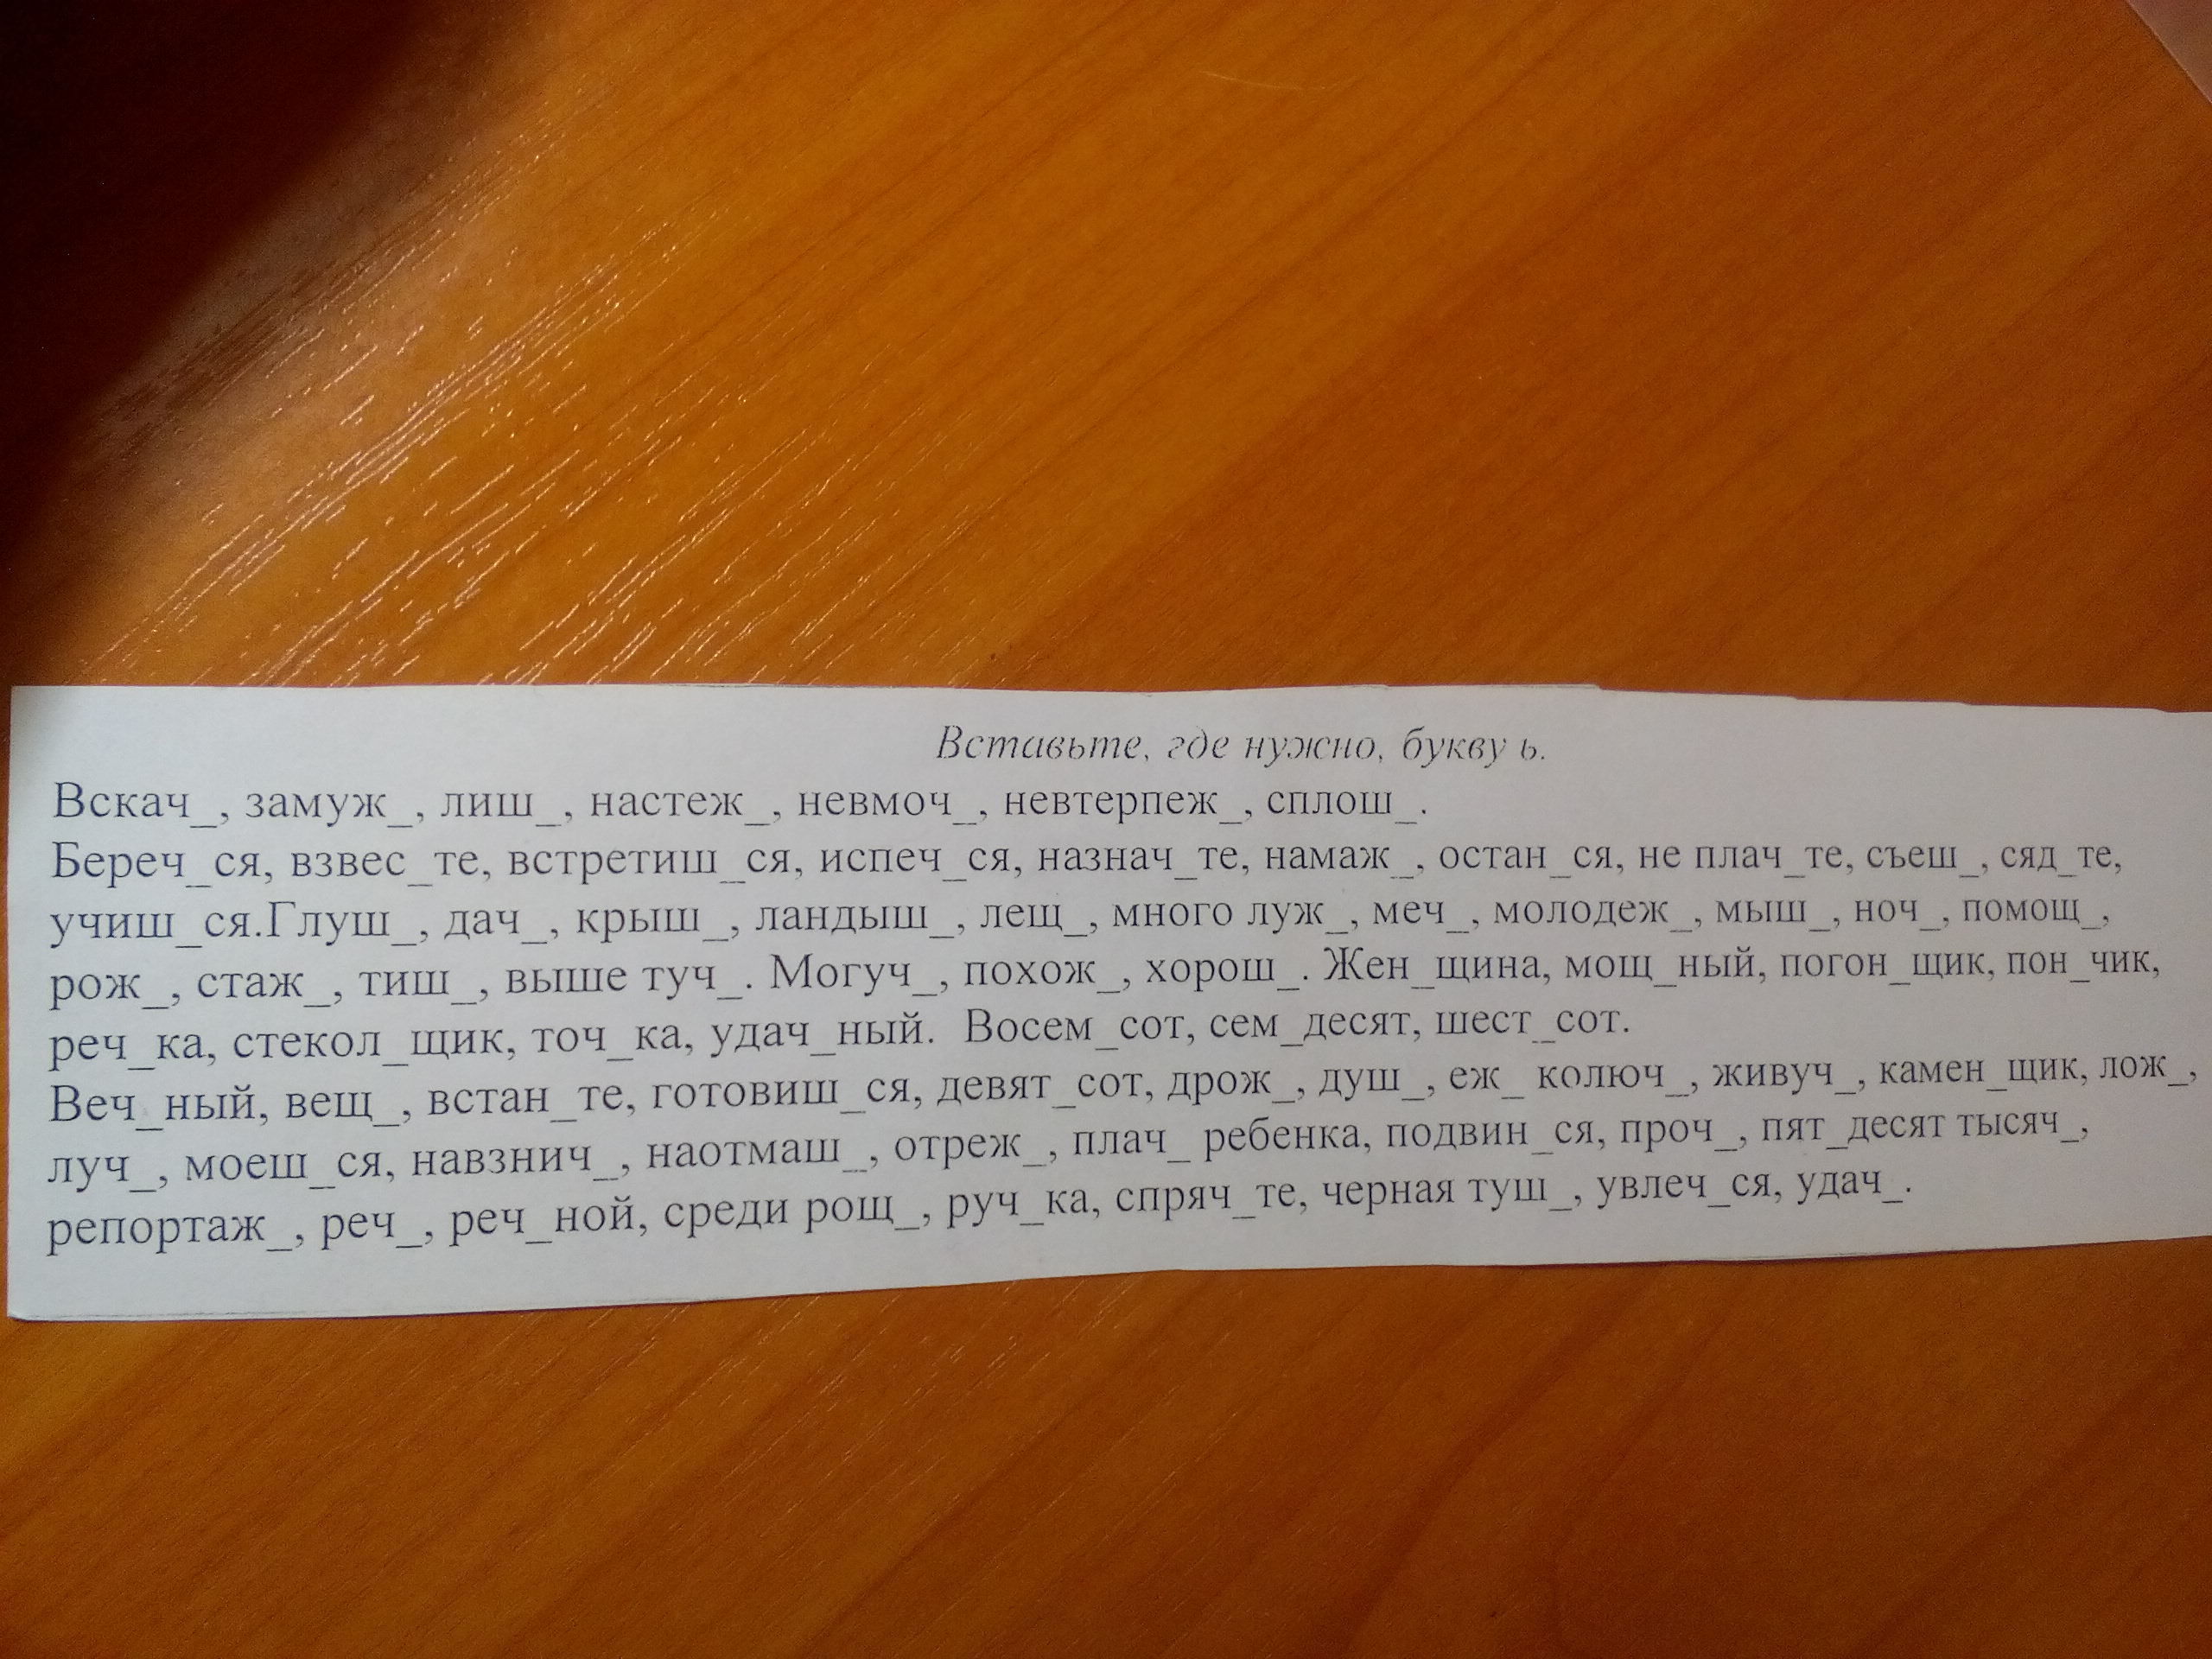 Вставьте, где нужно, букву ь.
Вскач_, замуж_, лиш_, настеж_, невмоч_, невтерпеж_, сплош_.
Береч_ся, взвес_те, встретиш_ся, испеч_ся, назнач_те, намаж_, остан_ся, не плач_те, съеш_, сяд_те,
учиш_ся.Глуш_, дач_, крыш_, ландыш_, лещ_, много луж_, меч_, молодеж_, мыш_, ноч_, помощ_,
рож_, стаж_, тиш_, выше туч_. Могуч_, похож_, хорош_. Жен_щина, мощ_ный, погон_щик, пон_чик,
реч_ка, стекол_щик, точ_ка, удач_ный. Восем_сот, сем_десят, шест_сот.
Веч_ный, вещ_, встан_те, готовиш_ся, девят_сот, дрож_, душ_, еж_ колюч_, живуч_, камен_щик, лож_,
луч_, моеш_ся, навзнич_, наотмаш_, отреж_, плач_ ребенка, подвин_ся, проч_, пят_десят тысяч_,
репортаж_, реч_, реч_ной, среди рощ_, руч_ка, спряч_те, черная туш_, увлеч_ся, удач_.